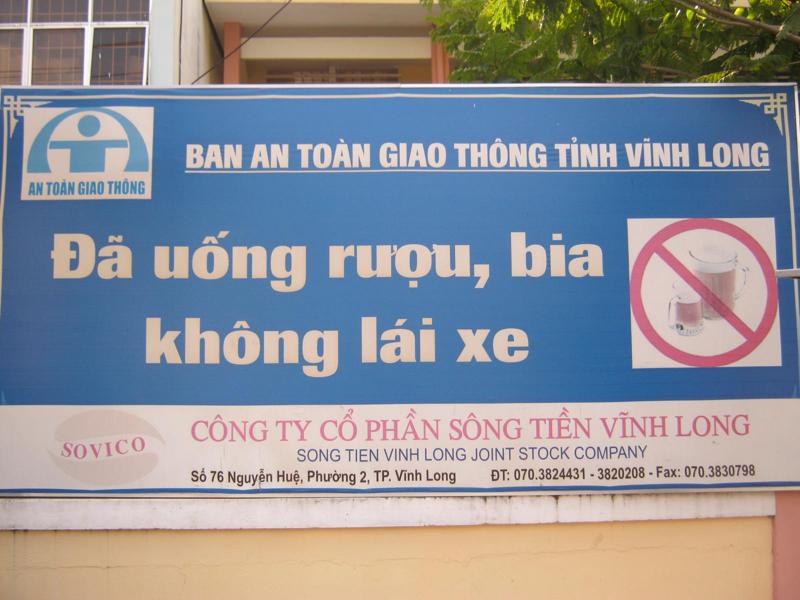 AN TOÀN GIAO THÔNG
BAN AN TOÀN GIAO THÔNG TỈNH VĨNH LONG
Đã uống rượu, bia
không lái xe
SOVICO
CÔNG TY CỔ PHẦN SÔNG TIỀN VĨNH LONG
SONG TIEN VINH LONG JOINT STOCK COMPANY
Số 76 Nguyễn Huệ, Phường 2, TP. Vĩnh Long ĐT: 070.3824431 - 3820208 - Fax: 070.3830798